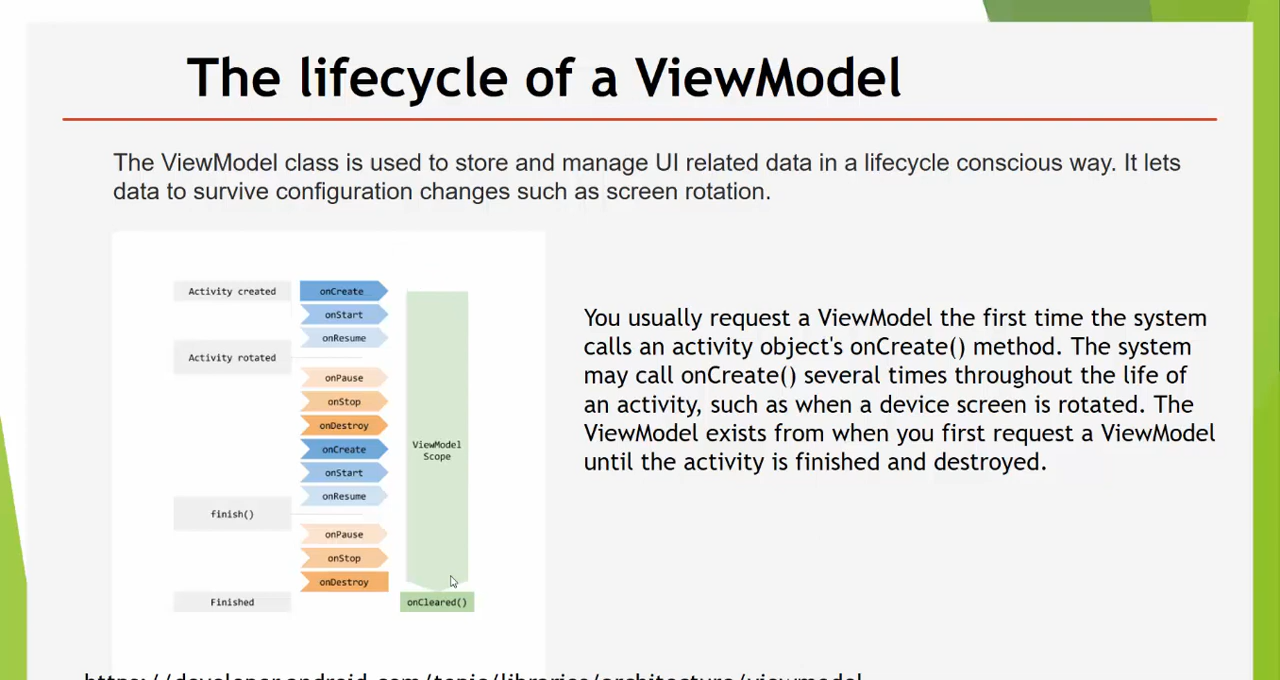 The lifecycle of a ViewModel
The ViewModel class is used to store and manage UI related data in a lifecycle conscious way. It lets
data to survive configuration changes such as screen rotation.
Activity created
onCreate
onStart
onResume
Activity rotated
onPause
onStop
onDestroy
onCreate
onStart
onResume
finish()
onPause
onStop
onDestroy
Finished
ViewModel
Scope
onCleared()
You usually request a ViewModel the first time the system
calls an activity object's onCreate() method. The system
may call onCreate() several times throughout the life of
an activity, such as when a device screen is rotated. The
ViewModel exists from when you first request a ViewModel
until the activity is finished and destroyed.
https://developer.android.com/topic/libraries/architecture/viewmodel